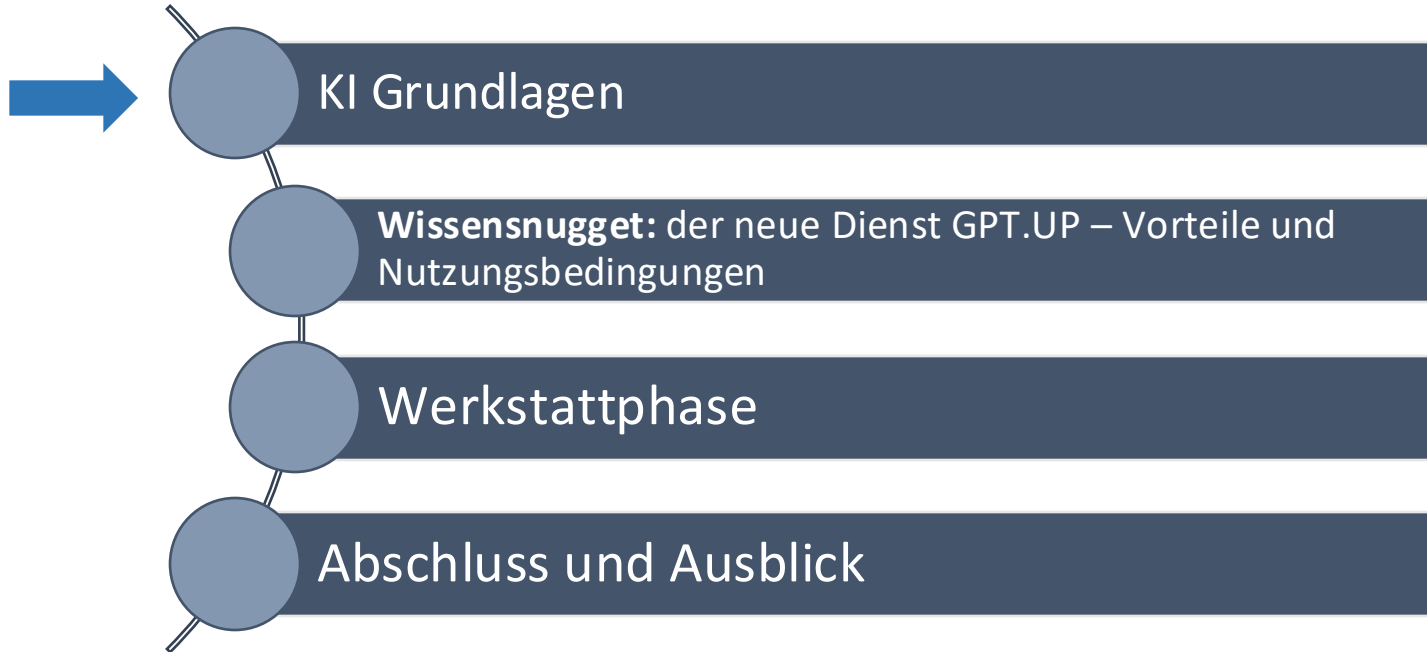 KI Grundlagen
Wissensnugget: der neue Dienst GPT.UP – Vorteile und
Nutzungsbedingungen
Werkstattphase
Abschluss und Ausblick